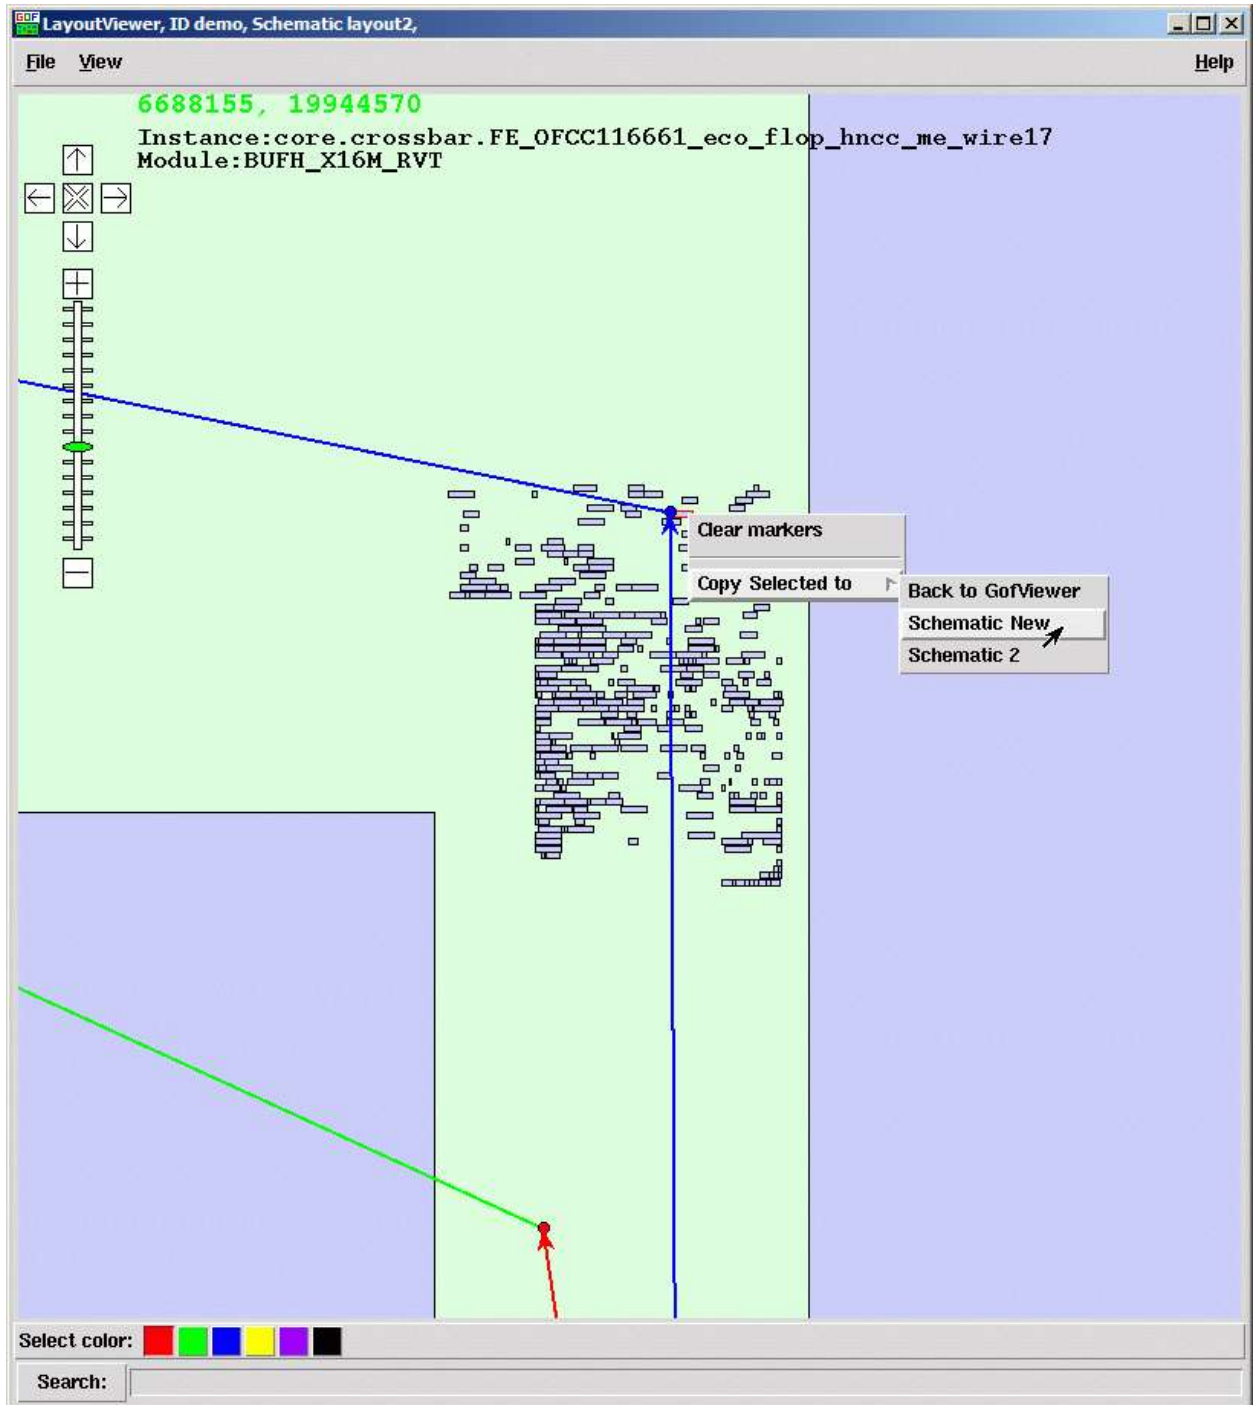 LayoutViewer, ID demo, Schematic layout2,
File View Help
6688155, 19944570
Instance:core.crossbar.FE_OFCC116661_eco_flop_hncc_me_wire17
Module:BUFH_X16M_RVT
Clear markers
Copy Selected to
Back to GofViewer
Schematic New
Schematic 2
Select color:
Search: